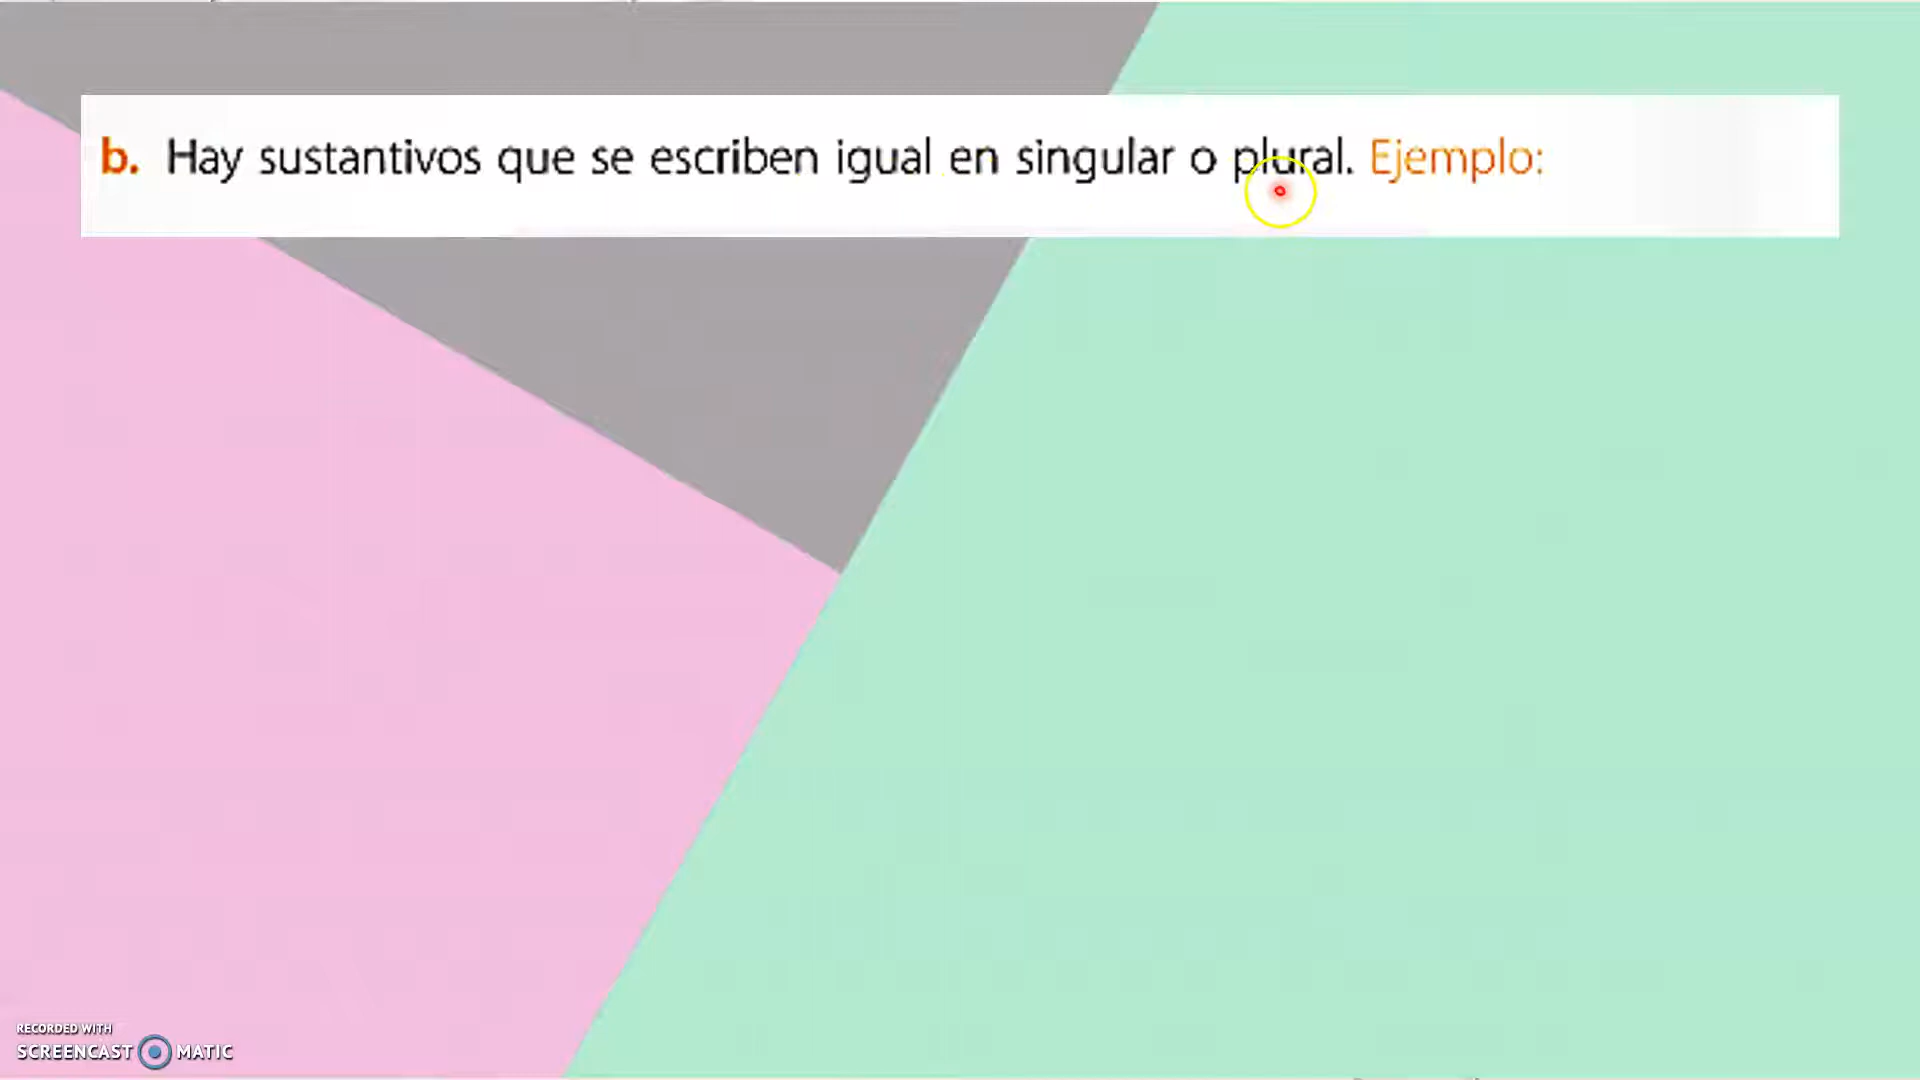 b. Hay sustantivos que se escriben igual en singular o plural. Ejemplo:
RECORDED WITH
SCREENCAST MATIC